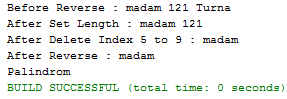 Before Reverse : madam 121 Turna
After Set Length : madam 121
After Delete Index 5 to 9 : madam
After Reverse : madam
Palindrom
BUILD SUCCESSFUL (total time: 0 seconds)